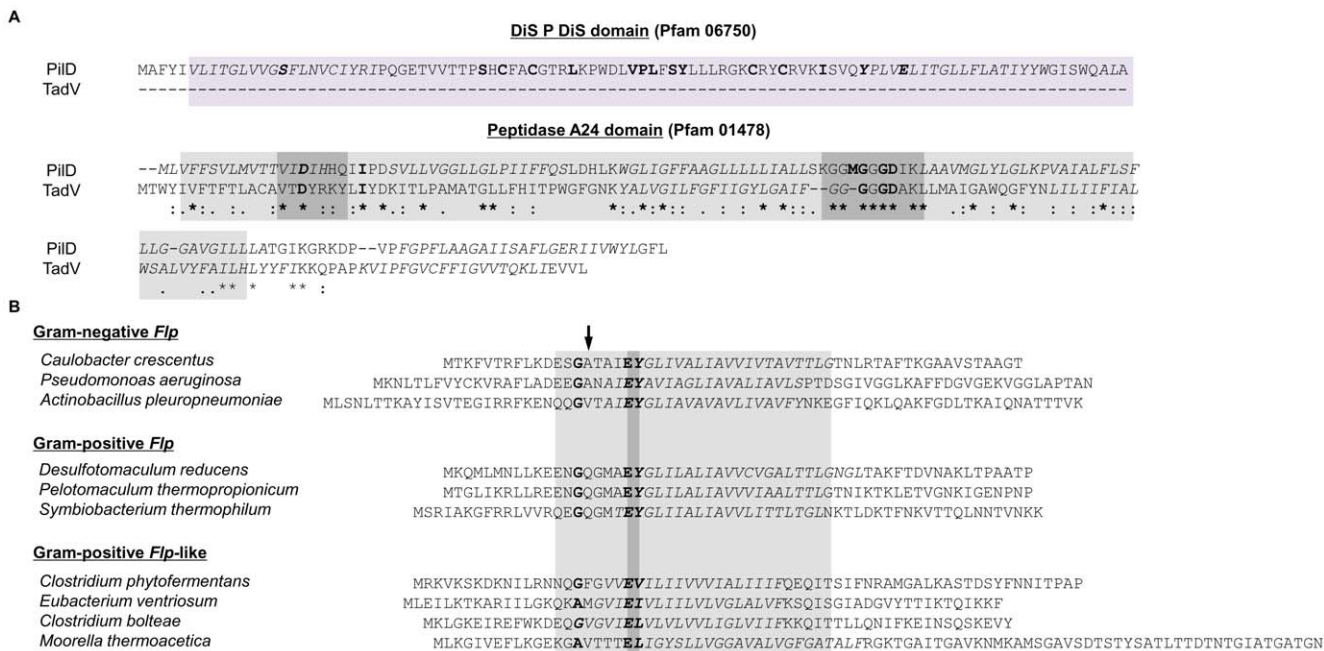 A
DiS P DiS domain (Pfam 06750)
PilD MAFYIVLITGLVVGSFLNVCIYRIPQGETVVTTPSHCFACGTRLKPWDLVPLFSYLLLRGKCRYCRVKISVQYPLVELITGLLFLATIYYWGISWQALA
TadV ----------------------------------------------------------------------------------------------------
Peptidase A24 domain (Pfam 01478)
PilD --MLVFFSVLMVTTVIDIHHQIIPDSVLLVGGLLGLPIIFFQSLDHLKWGLIGFFAAGLLLLLIALLSKGGMGGGDIKLAAVMGLYLGLKPVAIALFLSF
TadV MTWYIVFTFTLACAVTDYRKYLIYDKITLPAMATGLLFHITPWGFGNKYALVGILFGFIIGYLGAIF--GG-GGGDAKLLMAIGAWQGFYNLILIIFIAL
PilD LLG-GAVGILLLATGIKGRKDP--VPFGPFLAAGAIISAFLGERIIVWYLGFL
TadV WSALVYFAILHLYYFIKKQPAPKVIPFGVCFFIGVVTQKLIEVVL
B
Gram-negative Flp
Caulobacter crescentus MTKFVTRFLKDESGATAIEYGLIVALIAVVIVTAVTTLGTNLRTAFTKGAAVSTAAGT
Pseudomonoas aeruginosa MKNLTLFVYCKVRAFLADEEGANAIEYAVIAGLIAVALIAVLSPTDSGIVGGLKAFFDGVGEKVGGLAPTAN
Actinobacillus pleuropneumoniae MLSNLTTKAYISVTEGIRRFKENQQGVTAIEYGLIAVAVAVLIVAVFYNKEGFIQKLQAKFGDLTKAIQNATTTVK
Gram-positive Flp
Desulfotomaculum reducens MKQMLMNLLKEENGQGMAEYGLILALIAVVCVGALTTLGNGLTAKFTDVNAKLTPAATP
Pelotomaculum thermopropionicum MTGLIKRLLREENGQGMAEYGLILALIAVVVIAALTTLGTNIKTKLETVGNKIGENPNP
Symbiobacterium thermophilum MSRIAKGFRRLVVRQEGQGMTEYGLIIALIAVVLITTLTGLNKTLDKTFNKVTTQLNNTVNKK
Gram-positive Flp-like
Clostridium phytofermentans MRKVKSKDKNILRNNQGFGVVEVILIIVVVIALIIIFQEQITSIFNRAMGALKASTDSYFNNITPAP
Eubacterium ventriosum MLEILKTKARIILGKQKAMGVIEIVLIILVLVGLALVFKSQISGIADGVYTTIKTQIKKF
Clostridium bolteae MKLGKEIREFWKDEQGVGVIELVLVLVVLIGLVIIFKKQITTLLQNIFKEINSQSKEVY
Moorella thermoacetica MLKGIVEFLKGEKGAVTTTELIGYSLLVGGAVALVGFGATALFRGKTGAITGAVKNMKAMSGAVSDTSTYSATLTTDTNTGIATGATGN